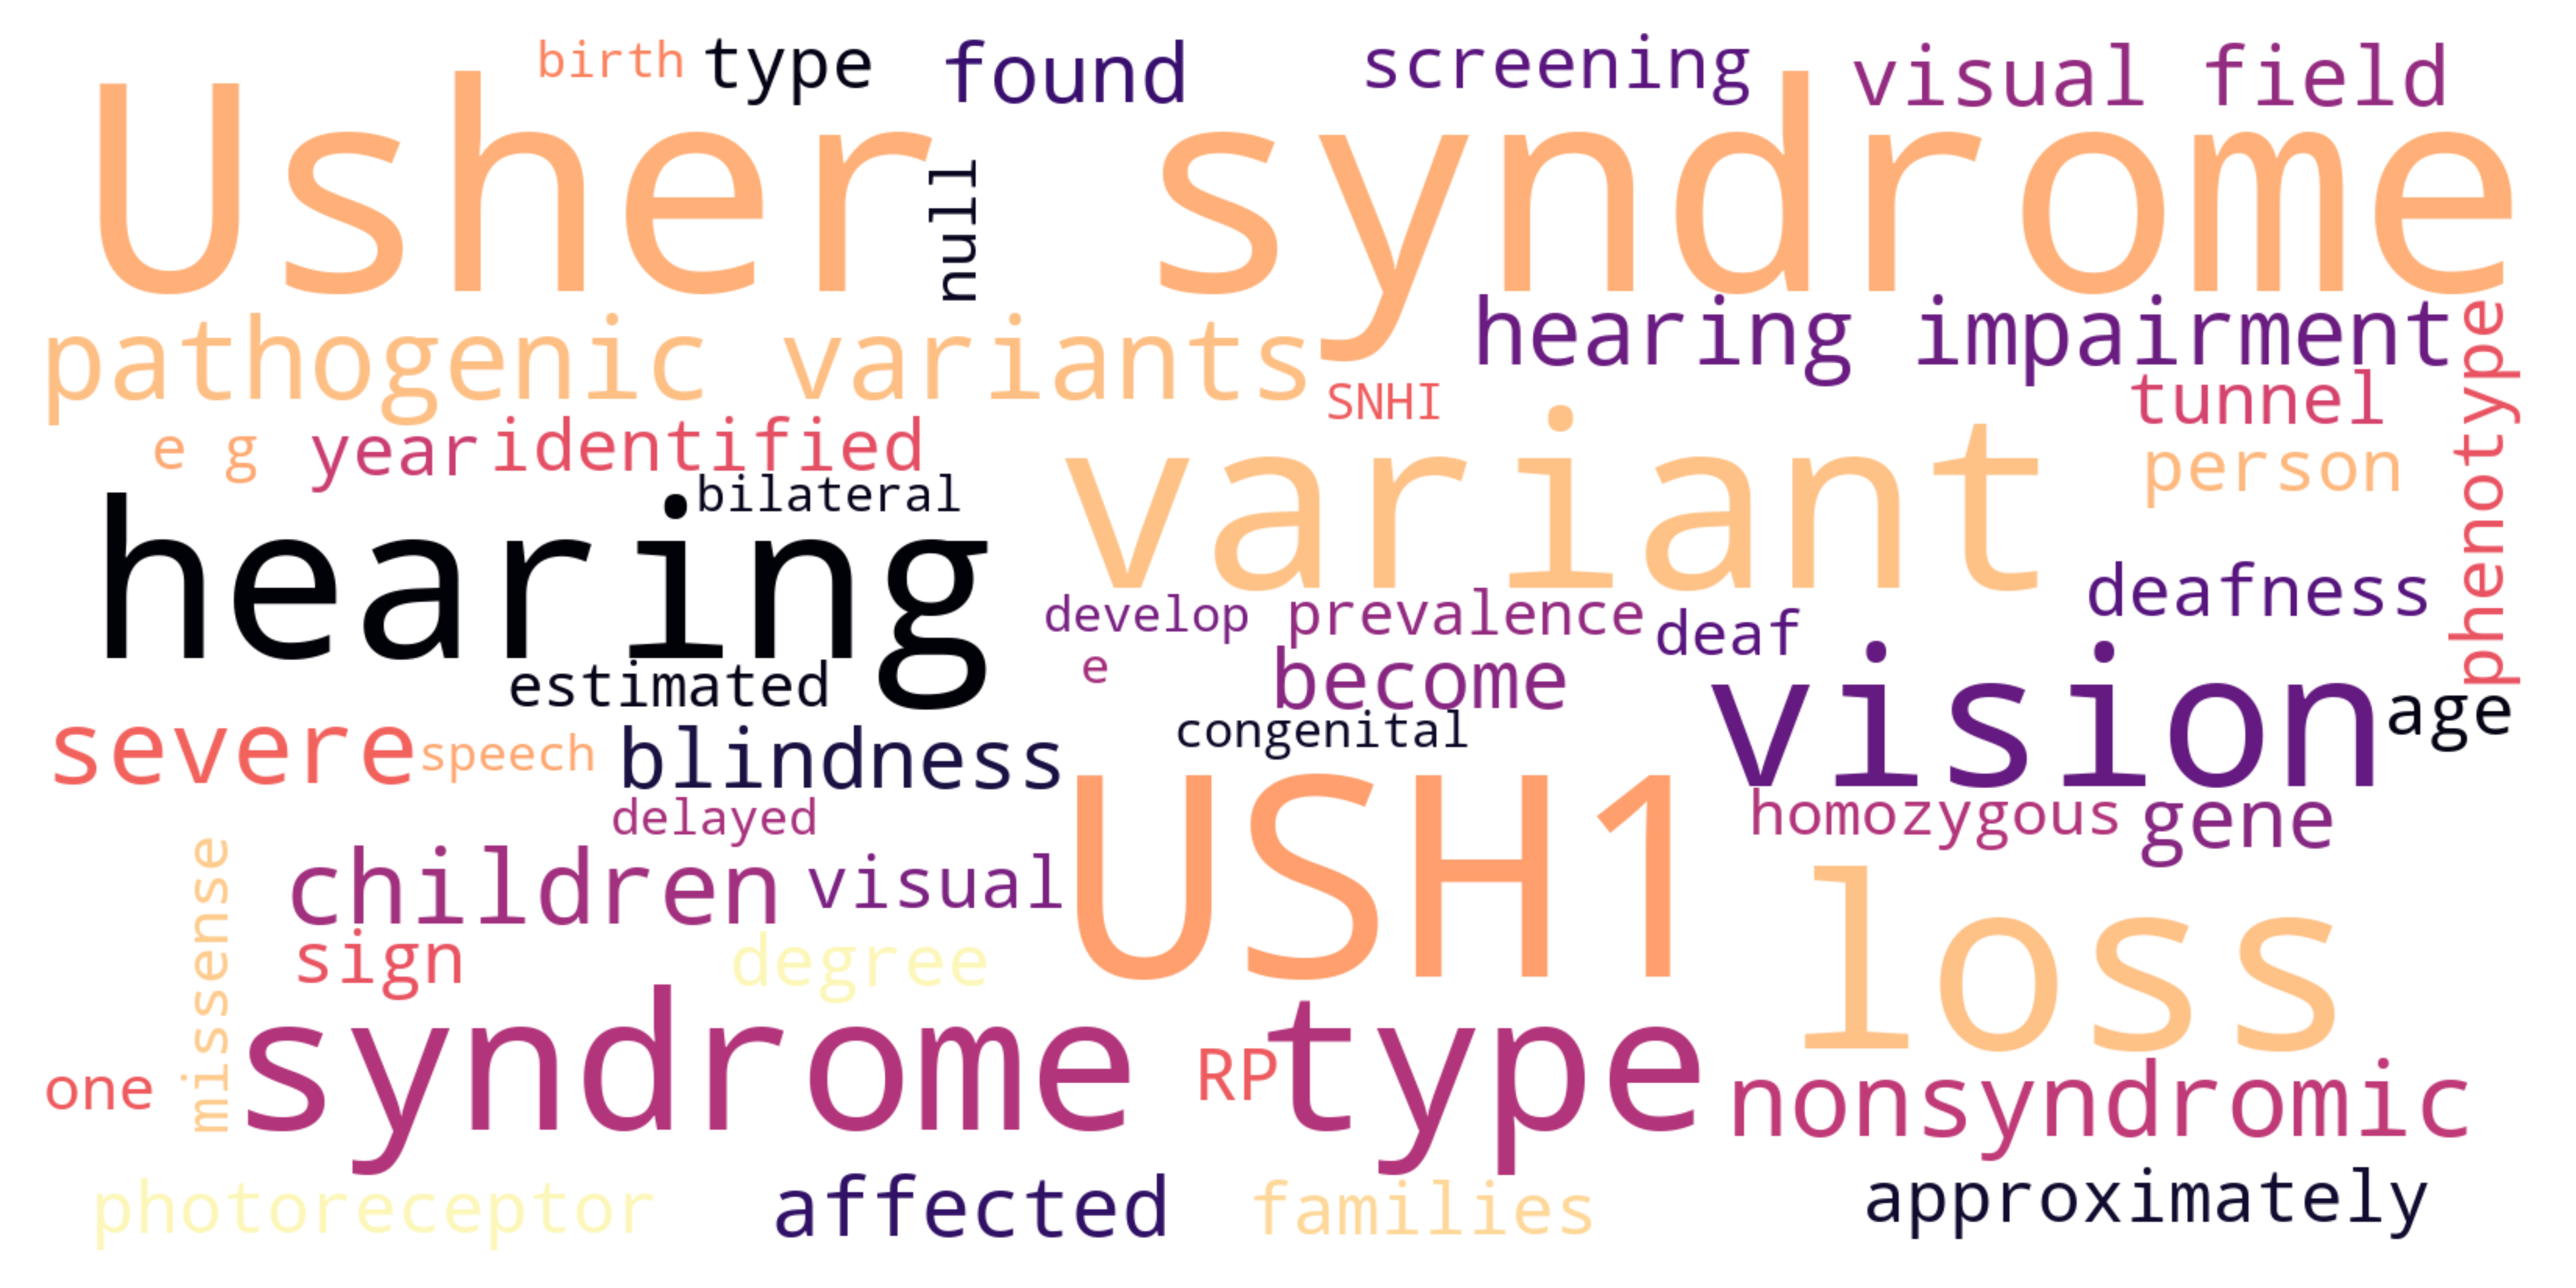 birth type found screening visual field
Usher syndrome
null
pathogenic variants hearing impairment
SNHI tunnel phenotype
e g year identified variant person
bilateral
hearing deafness
develop prevalence deaf
e become vision age
estimated
congenital
severe speech blindness
delayed USH1 homozygous gene
missense children visual
sign degree loss
syndrome type
RP
one nonsyndromic
photoreceptor affected families approximately